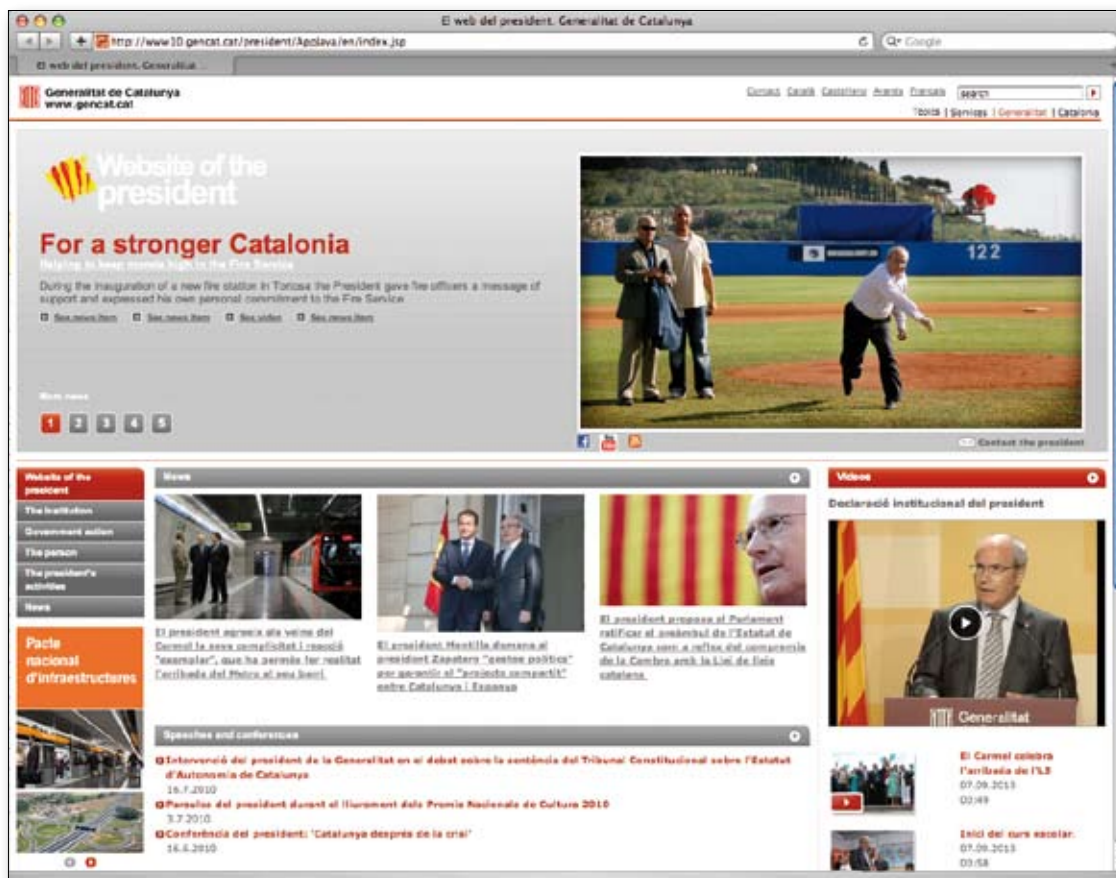 El web del president. Generalitat de Catalunya
http://www10.gencat.cat/president/AppJava/en/index.jsp
Google
El web del president. Generalitat ...
Generalitat de Catalunya
www.gencat.cat
Contact Català Castellano Aranés Français search
Topics | Services | Generalitat | Catalonia
Website of the
president
For a stronger Catalonia
Helping to keep morale high in the Fire Service
During the inauguration of a new fire station in Tortosa the President gave fire officers a message of
support and expressed his own personal commitment to the Fire Service
See news item See news item See video See news item
More news
1 2 3 4 5
122
Contact the president
Website of the
president
The institution
Government action
The person
The president's
activities
News
Pacte
nacional
d'infraestructures
News
El president agraeix als veïns del
Carmel la seva complicitat i reacció
"exemplar", que ha permès fer realitat
l'arribada del Metro al seu barri
El president Montilla demana al
president Zapatero "gestos polítics"
per garantir el "projecte compartit"
entre Catalunya i Espanya
El president proposa al Parlament
ratificar el preàmbul de l'Estatut de
Catalunya com a reflex del compromís
de la Cambra amb la Llei de lleis
catalana
Speeches and conferences
Intervenció del president de la Generalitat en el debat sobre la sentència del Tribunal Constitucional sobre l'Estatut
d'Autonomia de Catalunya
16.7.2010
Paraules del president durant el lliurament dels Premis Nacionals de Cultura 2010
3.7.2010
Conferència del president: 'Catalunya després de la crisi'
16.6.2010
Videos
Declaració institucional del president
Generalitat
El Carmel celebra
l'arribada de l'L5
07.09.2010
03:49
Inici del curs escolar.
07.09.2010
03:58